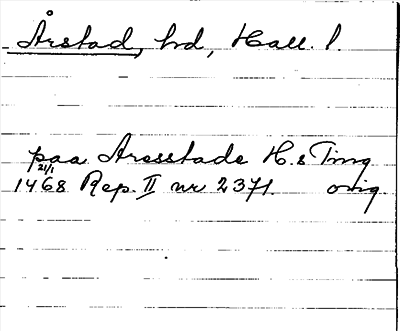 Årstad, hd, Hall. l.
paa Aresstade H.s Ting
21/1
1468 Rep. II nr 2371. orig